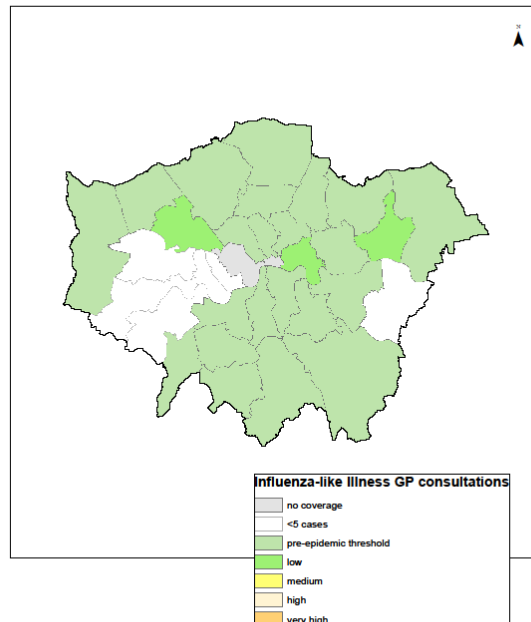 N
Influenza-like Illness GP consultations
no coverage
<5 cases
pre-epidemic threshold
low
medium
high
very high